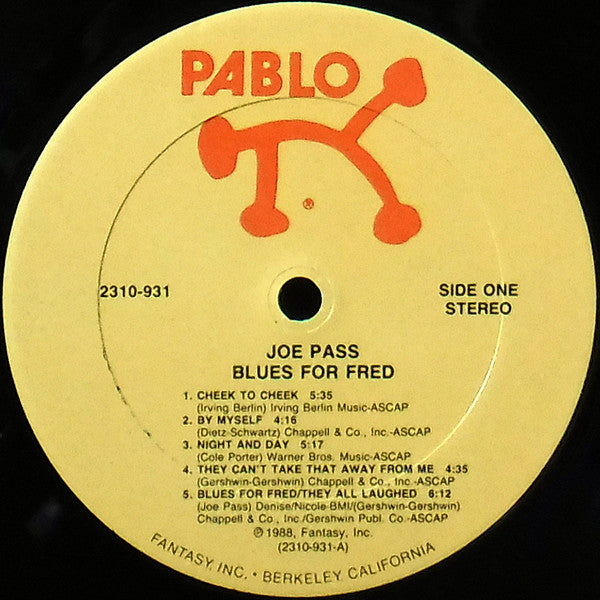 PABLO
®
2310-931
SIDE ONE
STEREO
JOE PASS
BLUES FOR FRED
1. CHEEK TO CHEEK 5:35
(Irving Berlin) Irving Berlin Music-ASCAP
2. BY MYSELF 4:16
(Dietz-Schwartz) Chappell & Co., Inc.-ASCAP
3. NIGHT AND DAY 5:17
(Cole Porter) Warner Bros. Music-ASCAP
4. THEY CAN'T TAKE THAT AWAY FROM ME 4:35
(Gershwin-Gershwin) Chappell & Co., Inc.-ASCAP
5. BLUES FOR FRED/THEY ALL LAUGHED 6:12
(Joe Pass) Denise/Nicole-BMI/(Gershwin-Gershwin)
Chappell & Co., Inc./Gershwin Publ. Co.-ASCAP
℗ 1988, Fantasy, Inc.
(2310-931-A)
FANTASY, INC. • BERKELEY, CALIFORNIA